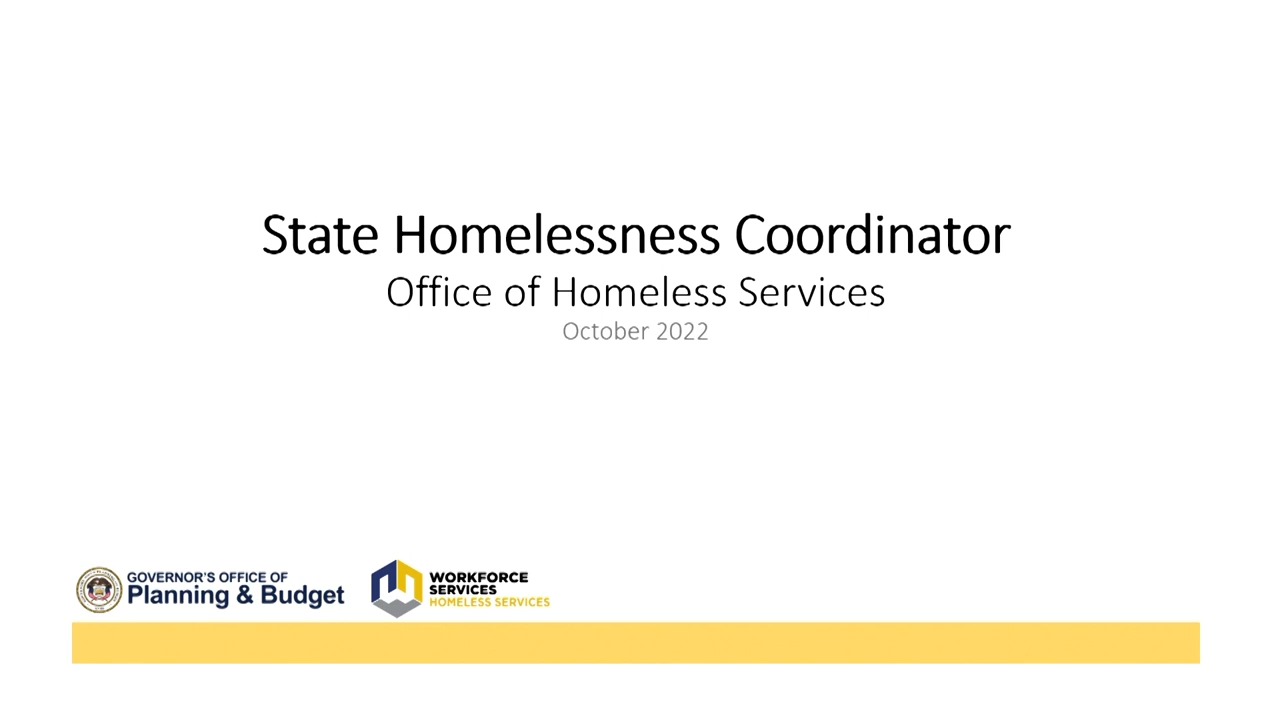 State Homelessness Coordinator
Office of Homeless Services
October 2022
GOVERNOR'S OFFICE OF
Planning & Budget
WORKFORCE
SERVICES
HOMELESS SERVICES